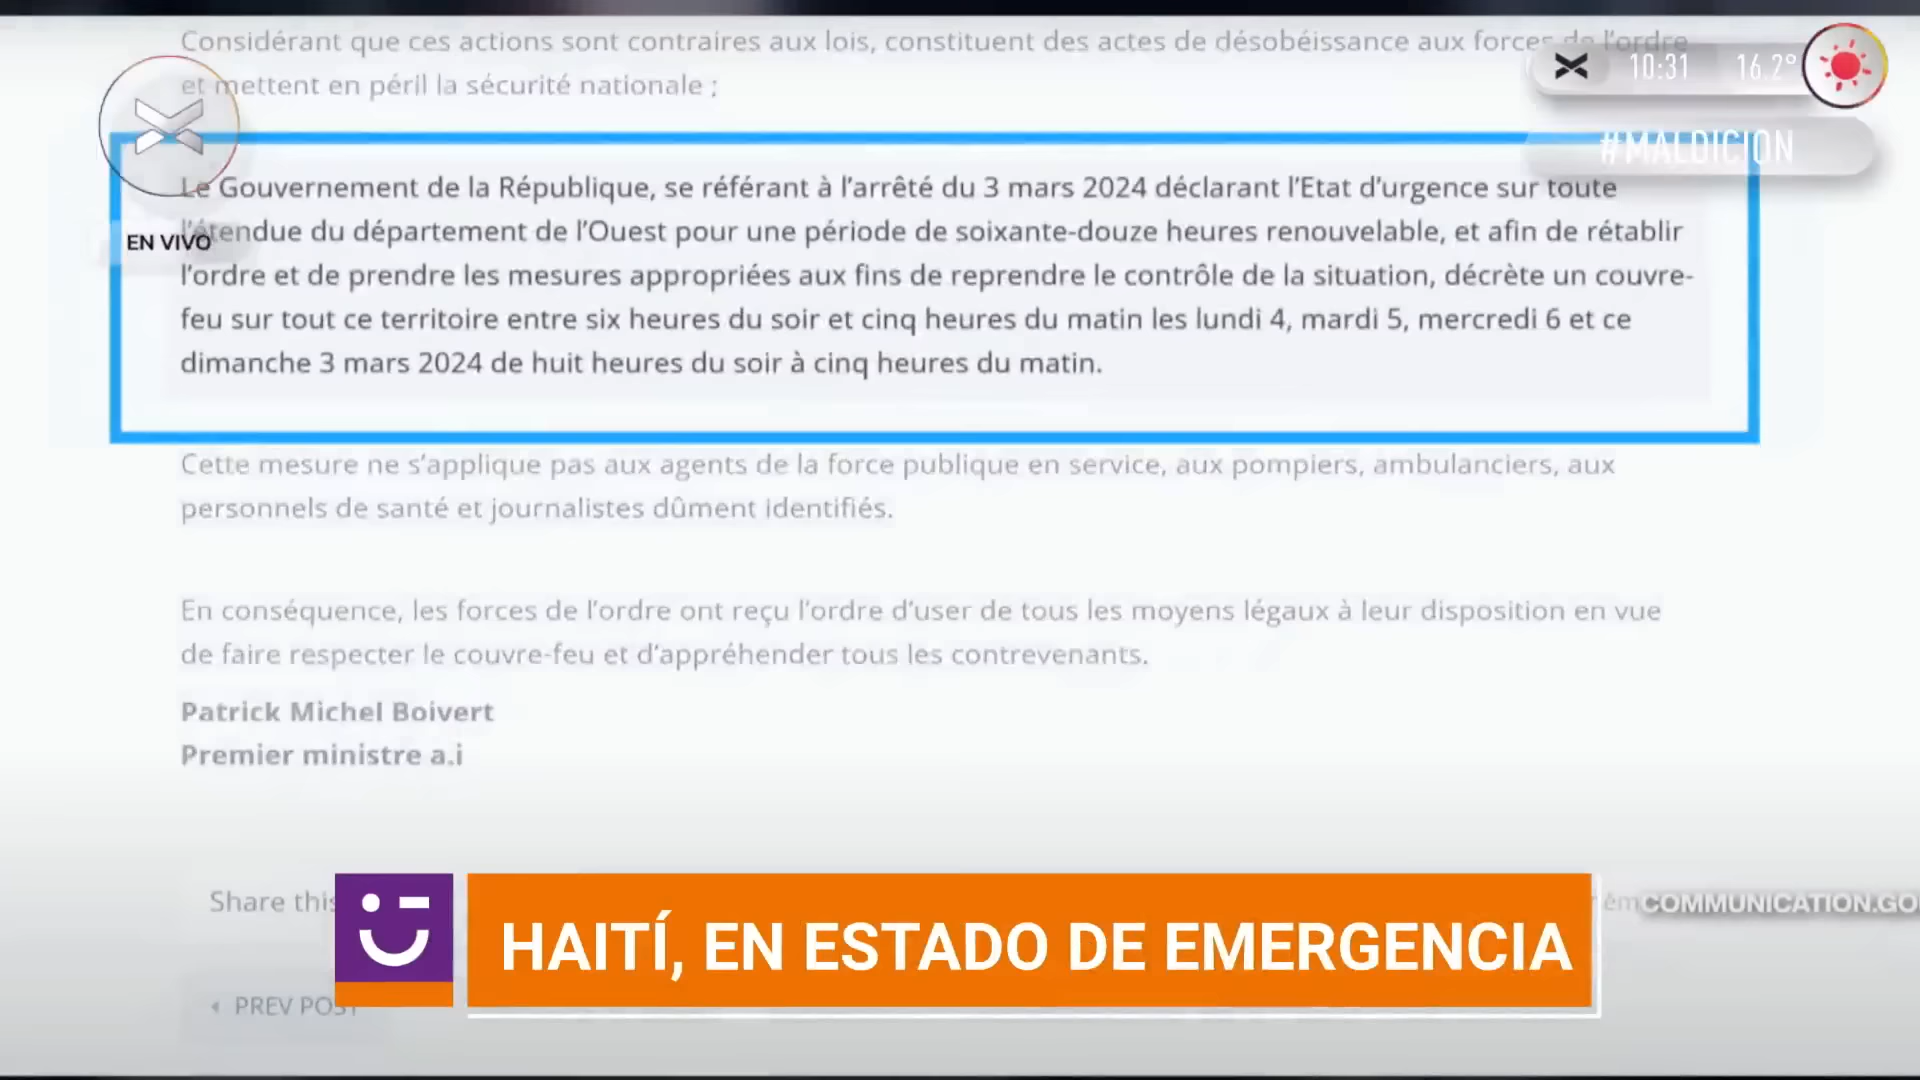 Considérant que ces actions sont contraires aux lois, constituent des actes de désobéissance aux forces de l'ordre
et mettent en péril la sécurité nationale ;
10:31 16.2°
#MALDICION
Le Gouvernement de la République, se référant à l'arrêté du 3 mars 2024 déclarant l'Etat d'urgence sur toute
l'étendue du département de l'Ouest pour une période de soixante-douze heures renouvelable, et afin de rétablir
EN VIVO
l'ordre et de prendre les mesures appropriées aux fins de reprendre le contrôle de la situation, décrète un couvre-
feu sur tout ce territoire entre six heures du soir et cinq heures du matin les lundi 4, mardi 5, mercredi 6 et ce
dimanche 3 mars 2024 de huit heures du soir à cinq heures du matin.
Cette mesure ne s'applique pas aux agents de la force publique en service, aux pompiers, ambulanciers, aux
personnels de santé et journalistes dûment identifiés.
En conséquence, les forces de l'ordre ont reçu l'ordre d'user de tous les moyens légaux à leur disposition en vue
de faire respecter le couvre-feu et d'appréhender tous les contrevenants.
Patrick Michel Boivert
Premier ministre a.i
Share this
COMMUNICATION.GO
HAITÍ, EN ESTADO DE EMERGENCIA
PREV POST